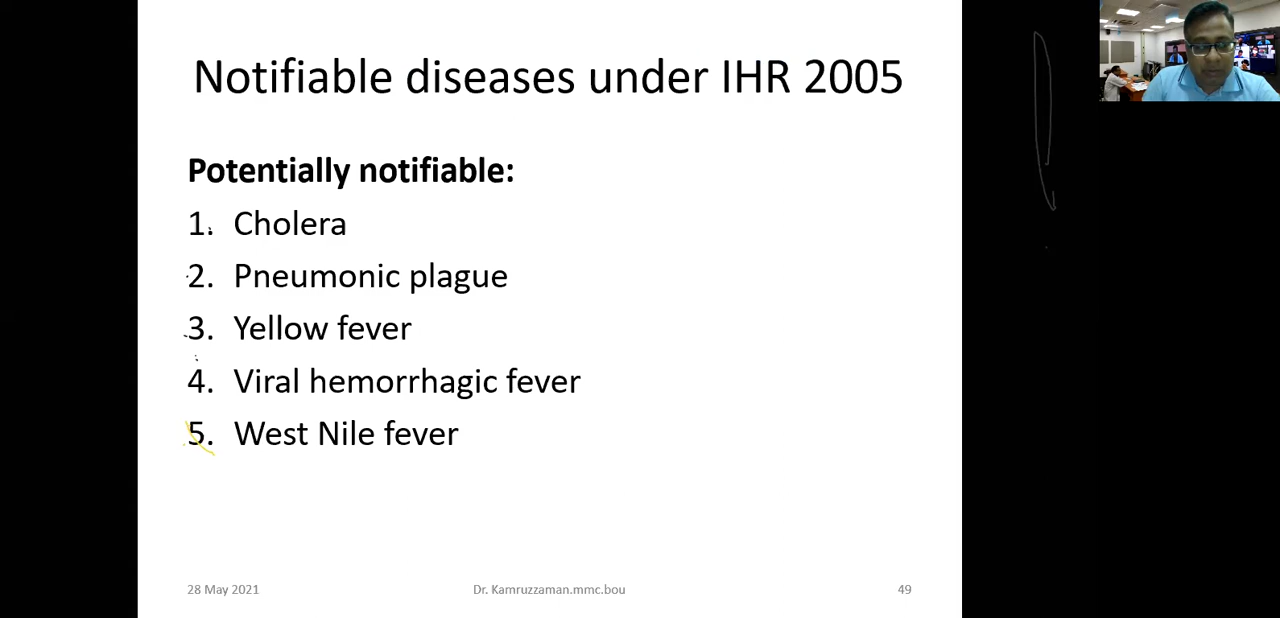 Notifiable diseases under IHR 2005
Potentially notifiable:
1. Cholera
2. Pneumonic plague
3. Yellow fever
4. Viral hemorrhagic fever
5. West Nile fever
28 May 2021 Dr. Kamruzzaman.mmc.bou 49